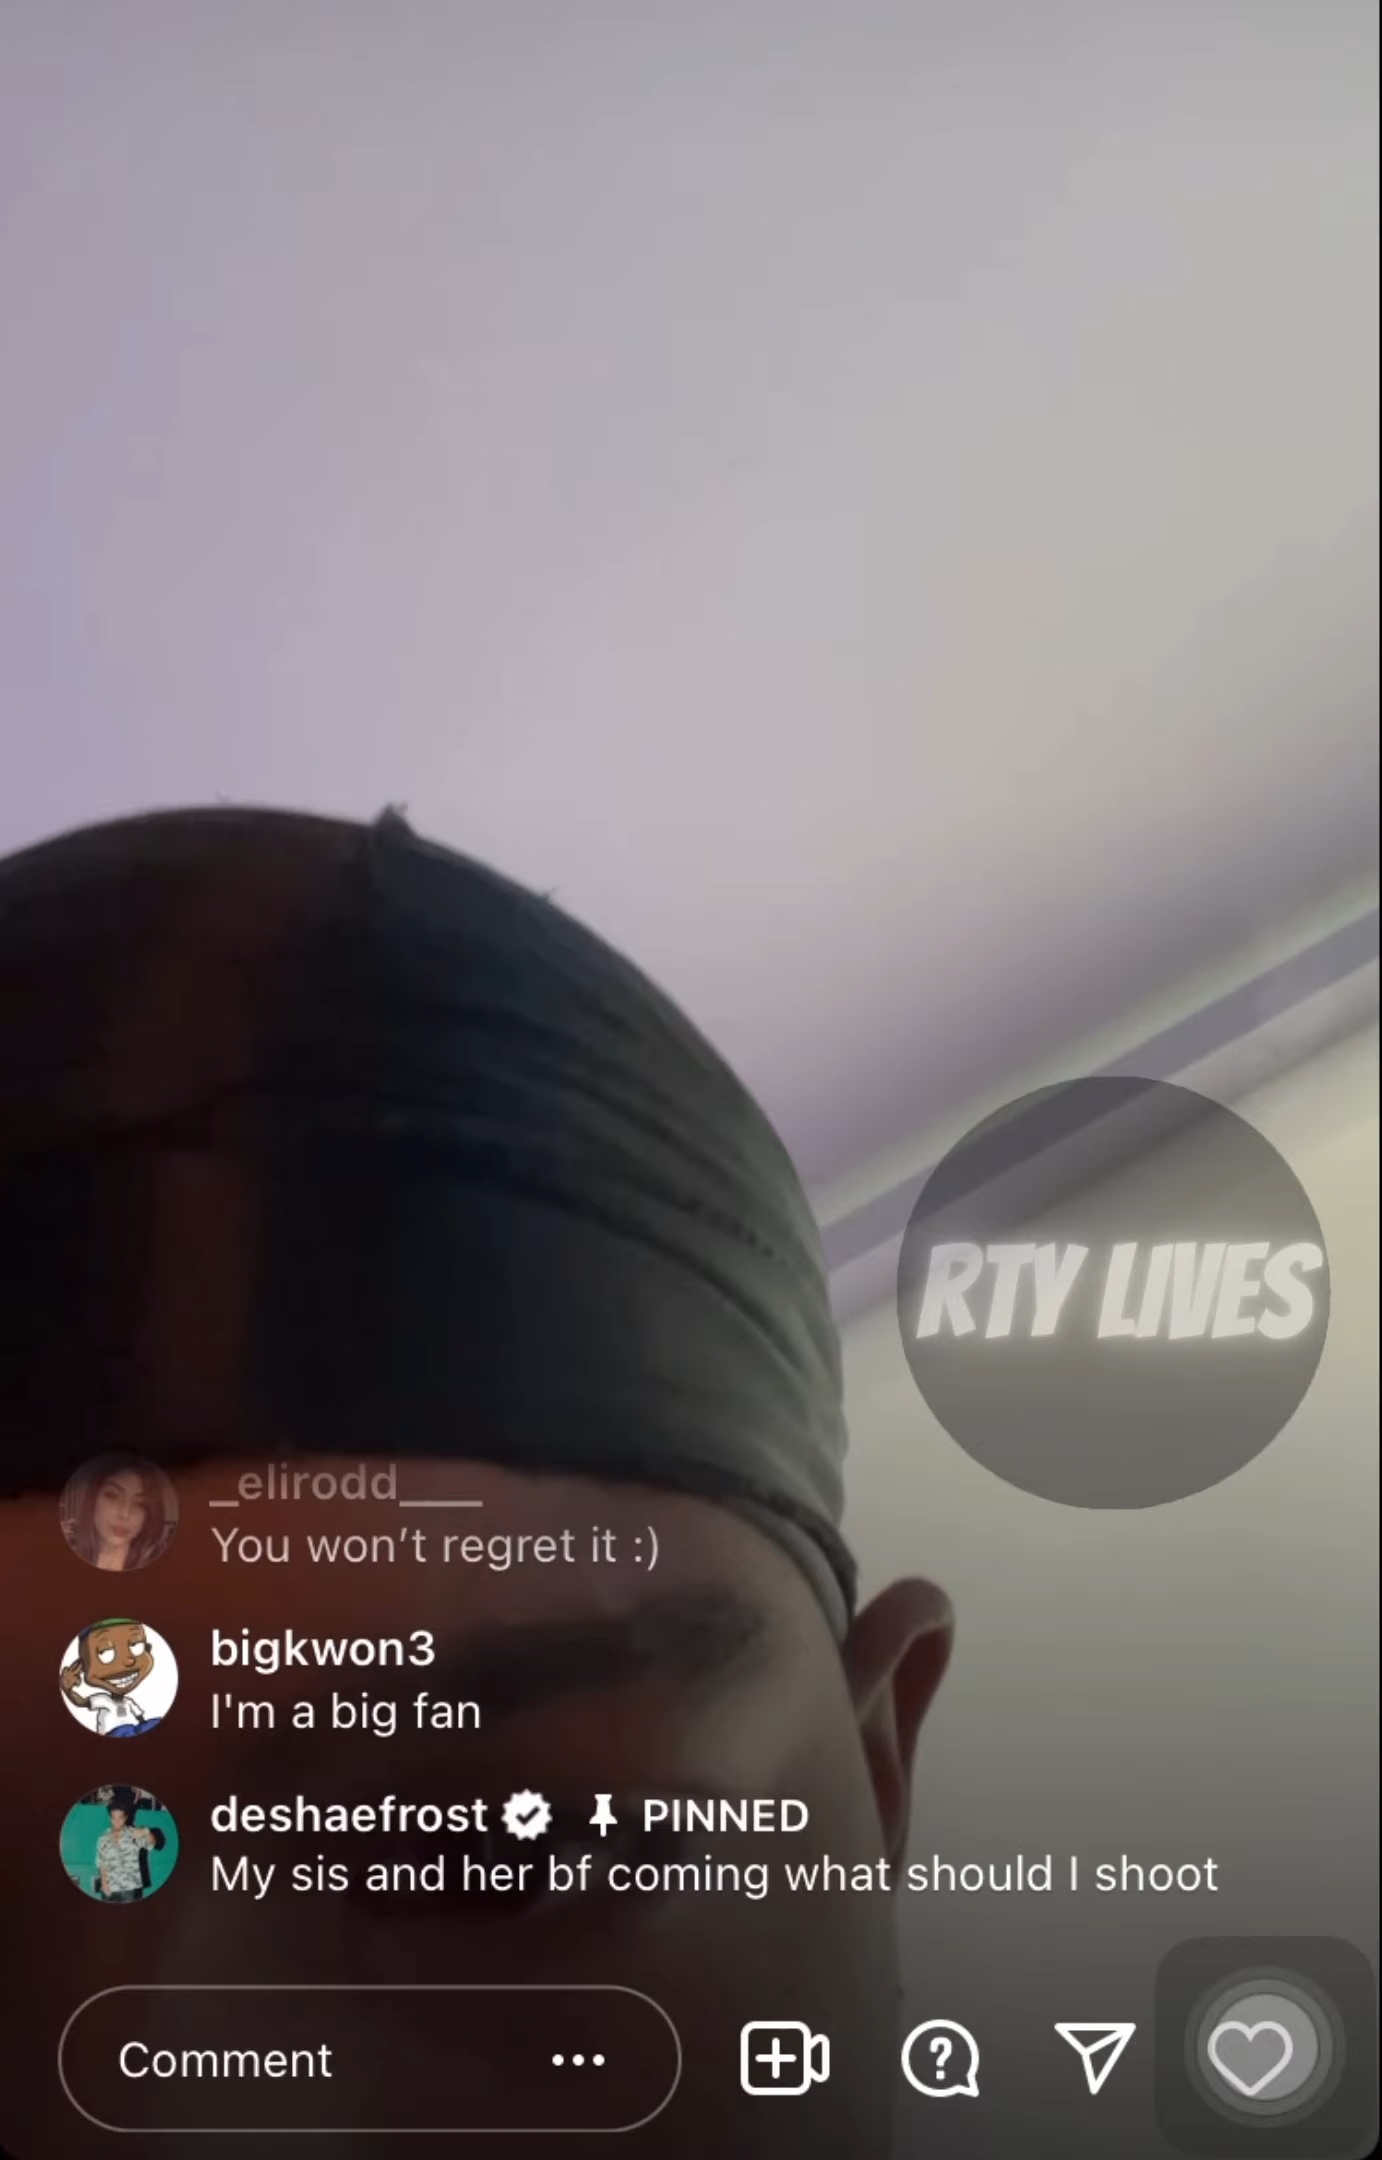 RTY LIVES
_elirodd___
You won’t regret it :)
bigkwon3
I'm a big fan
deshaefrost PINNED
My sis and her bf coming what should I shoot
Comment